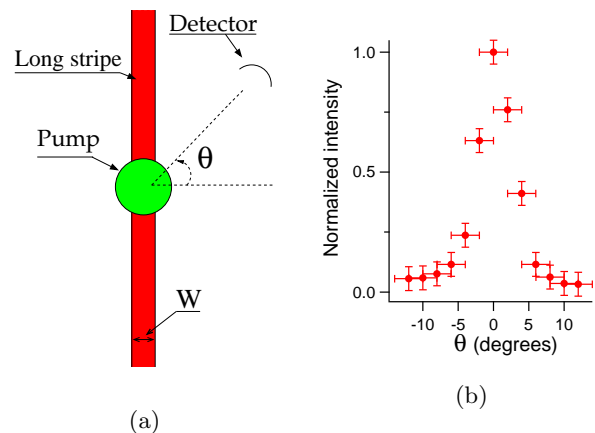 Detector
Long stripe
Pump
θ
W
(a)
Normalized intensity
1.0
0.5
0.0
-10 -5 0 5 10
θ (degrees)
(b)